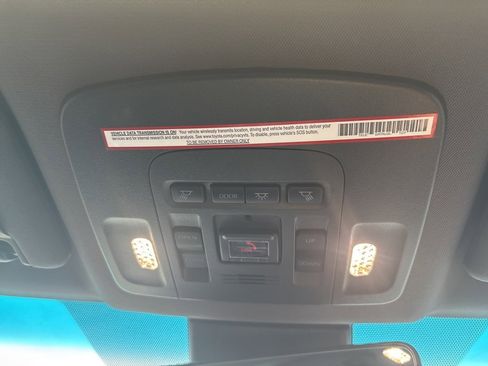 VEHICLE DATA TRANSMISSION IS ON! Your vehicle wirelessly transmits location, driving and vehicle health data to deliver your
services and for internal research and data analysis. See www.toyota.com/privacyvts. To disable, press vehicle's SOS button.
TO BE REMOVED BY OWNER ONLY
DOOR
UP
DOWN